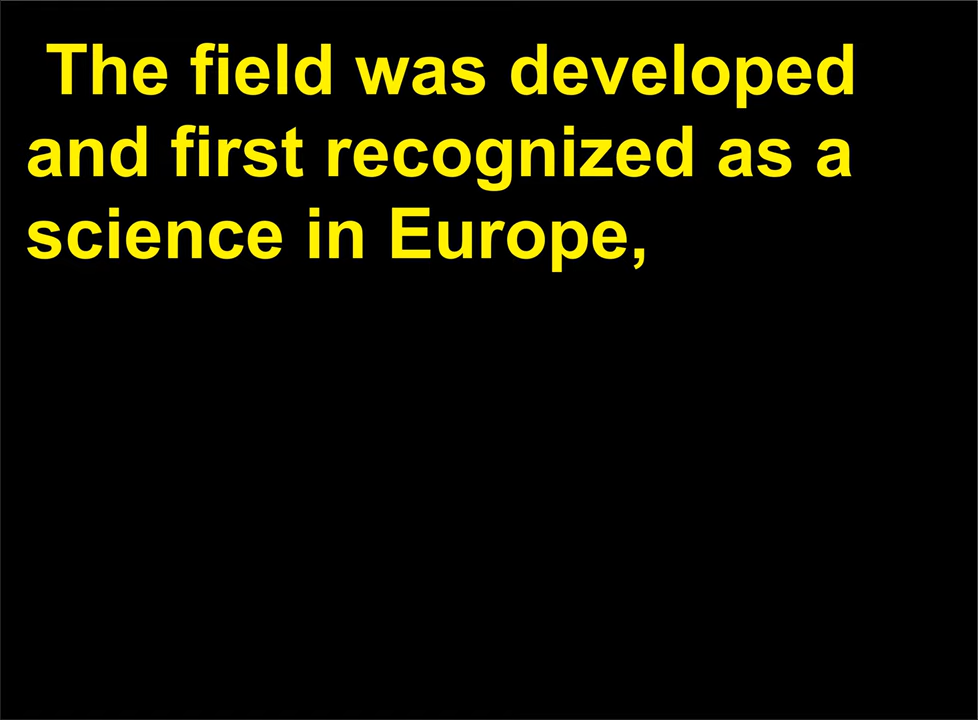 The field was developed
and first recognized as a
science in Europe,